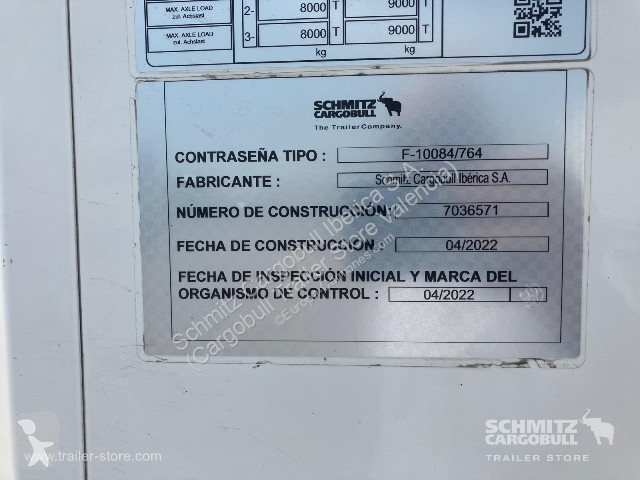 MAX. AXLE LOAD
zul. Achslast
2- 8000 T 9000 T
MAX. AXLE LOAD
zul. Achslast
3- 8000 T 9000 T
kg kg
SCHMITZ
CARGOBULL
The Trailer Company.
CONTRASEÑA TIPO : F-10084/764
FABRICANTE : Schmitz Cargobull Ibérica S.A.
NÚMERO DE CONSTRUCCIÓN: 7036571
FECHA DE CONSTRUCCIÓN : 04/2022
FECHA DE INSPECCIÓN INICIAL Y MARCA DEL
ORGANISMO DE CONTROL : 04/2022
Schmitz Cargobull Ibérica S.A.
(Cargobull Trailer Store Valencia)
www.trailer-store.com
SCHMITZ
CARGOBULL
TRAILER STORE